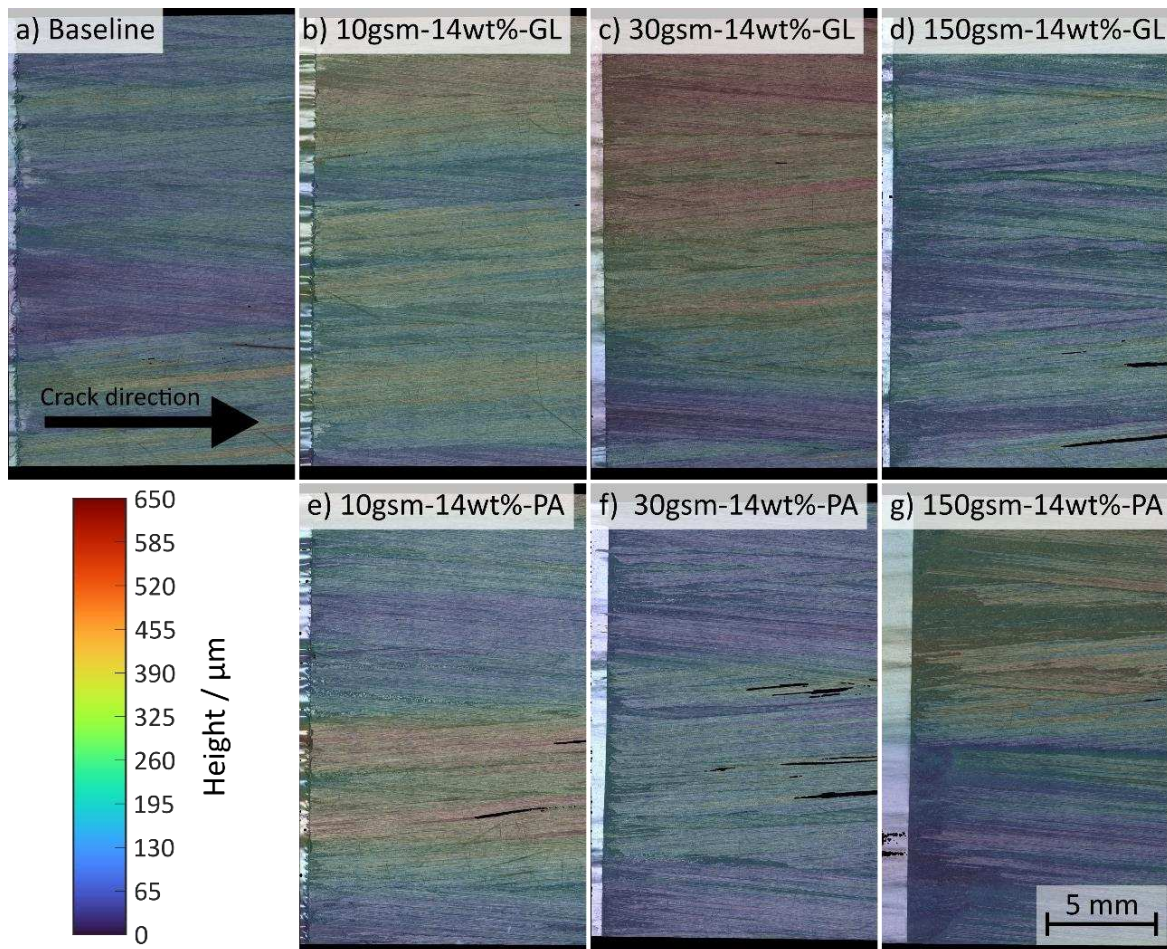 a) Baseline
b) 10gsm-14wt%-GL
c) 30gsm-14wt%-GL
d) 150gsm-14wt%-GL
Crack direction
e) 10gsm-14wt%-PA
f) 30gsm-14wt%-PA
g) 150gsm-14wt%-PA
650
585
520
455
390
325
260
195
130
65
0
Height / µm
5 mm